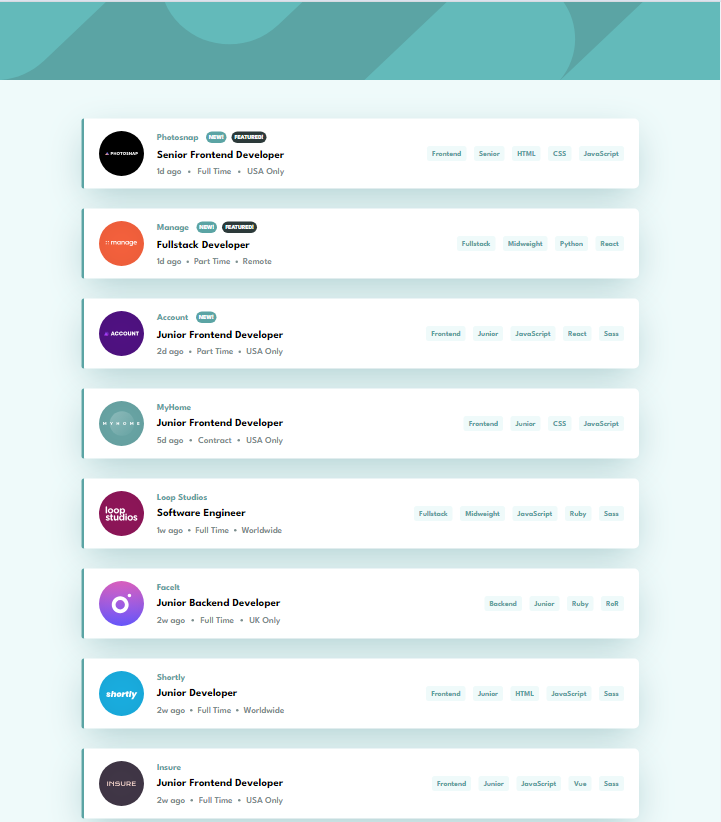 PHOTOSNAP
Photosnap NEW! FEATURED!
Senior Frontend Developer
1d ago • Full Time • USA Only
Frontend Senior HTML CSS JavaScript
manage
Manage NEW! FEATURED!
Fullstack Developer
1d ago • Part Time • Remote
Fullstack Midweight Python React
ACCOUNT
Account NEW!
Junior Frontend Developer
2d ago • Part Time • USA Only
Frontend Junior JavaScript React Sass
MYHOME
MyHome
Junior Frontend Developer
5d ago • Contract • USA Only
Frontend Junior CSS JavaScript
loop
studios
Loop Studios
Software Engineer
1w ago • Full Time • Worldwide
Fullstack Midweight JavaScript Ruby Sass
FaceIt
Junior Backend Developer
2w ago • Full Time • UK Only
Backend Junior Ruby RoR
shortly
Shortly
Junior Developer
2w ago • Full Time • Worldwide
Frontend Junior HTML JavaScript Sass
INSURE
Insure
Junior Frontend Developer
2w ago • Full Time • USA Only
Frontend Junior JavaScript Vue Sass